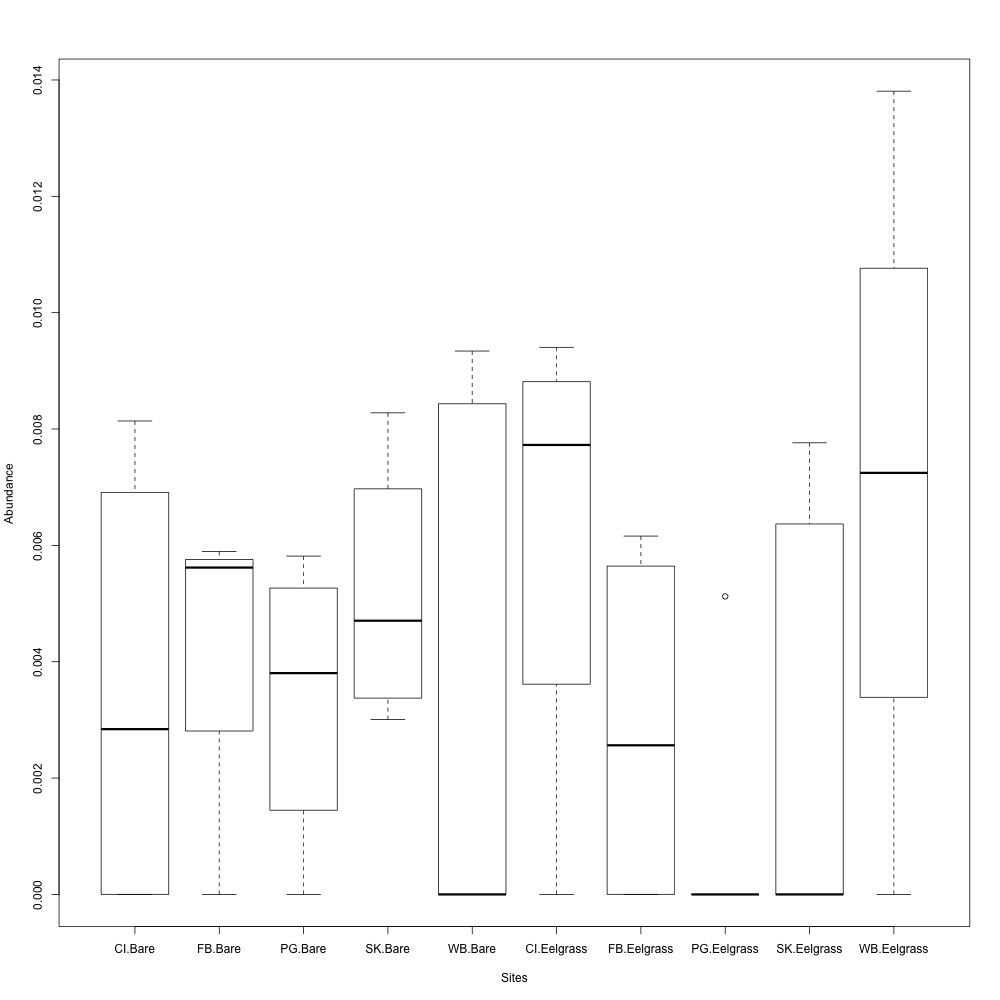 Abundance
0.014
0.012
0.010
0.008
0.006
0.004
0.002
0.000
CI.Bare FB.Bare PG.Bare SK.Bare WB.Bare CI.Eelgrass FB.Eelgrass PG.Eelgrass SK.Eelgrass WB.Eelgrass
Sites